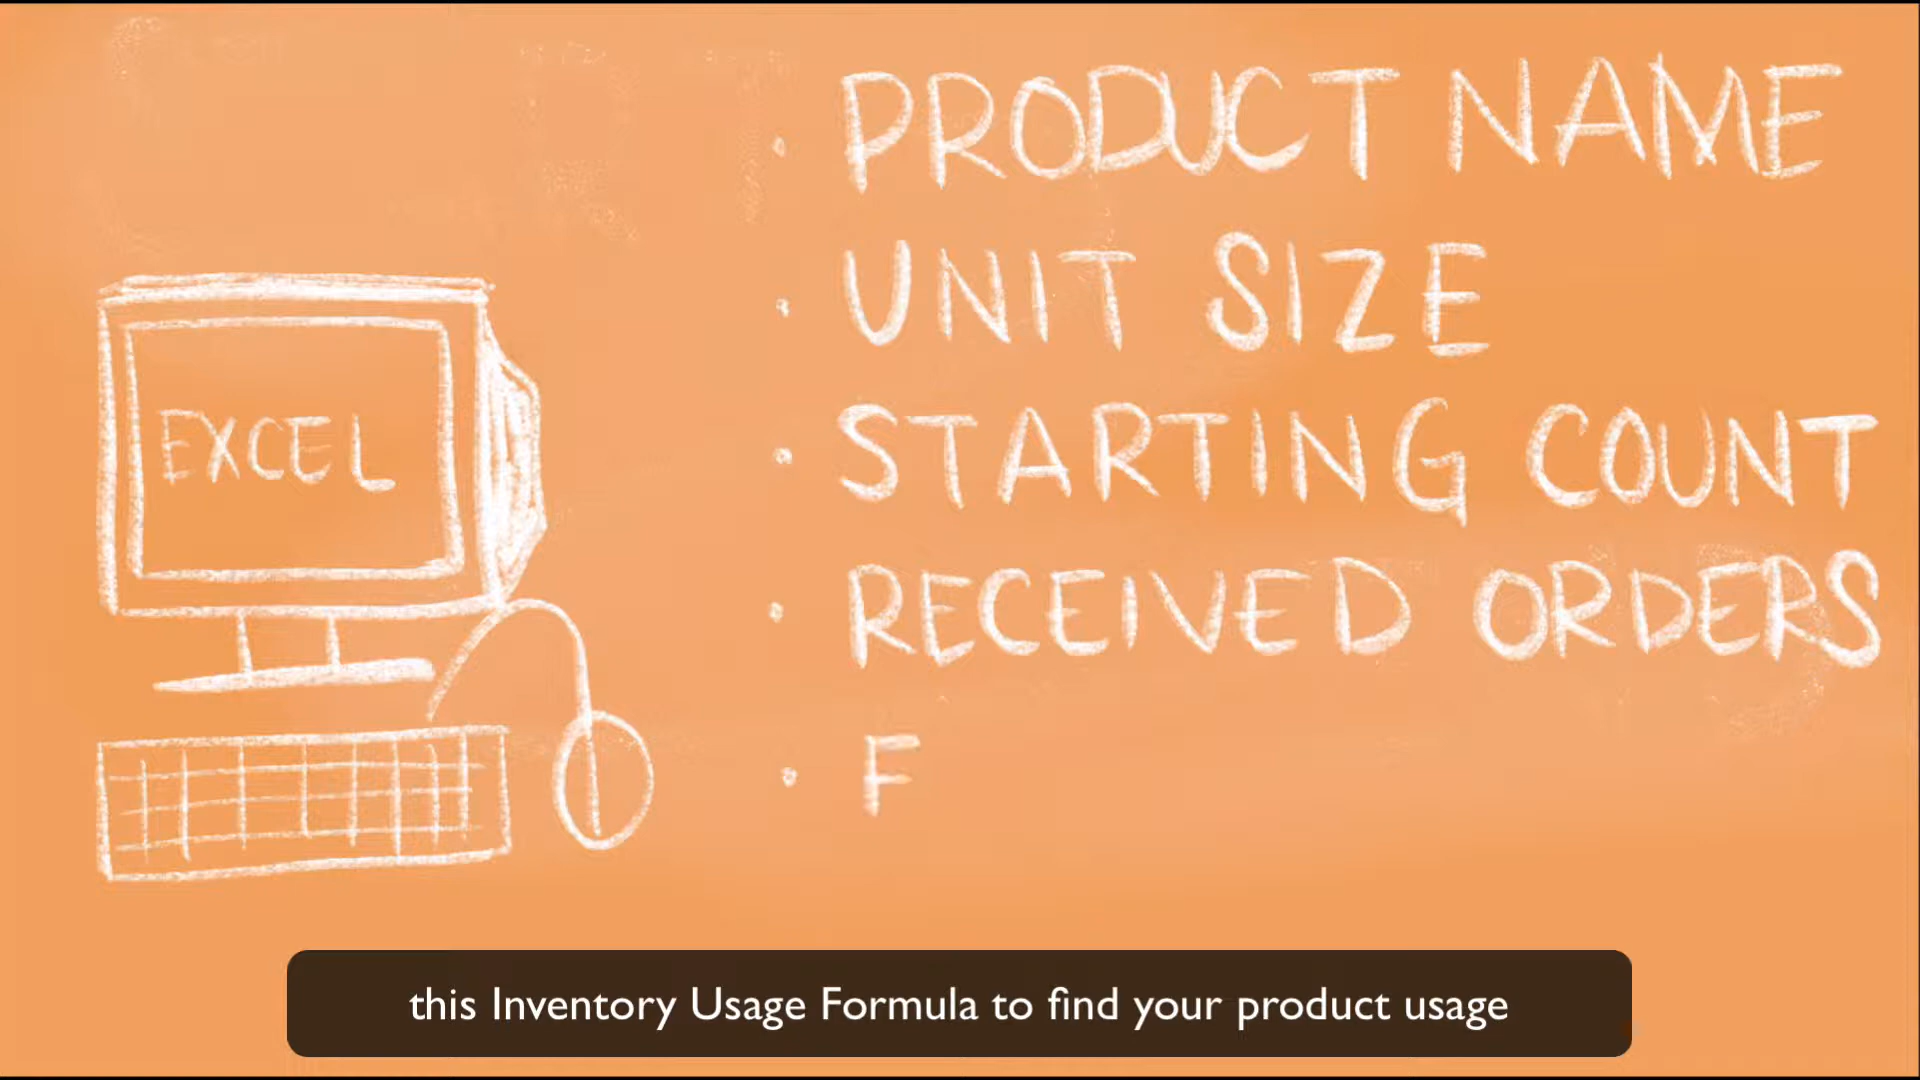 • PRODUCT NAME
• UNIT SIZE
• STARTING COUNT
• RECEIVED ORDERS
• F
EXCEL
this Inventory Usage Formula to find your product usage